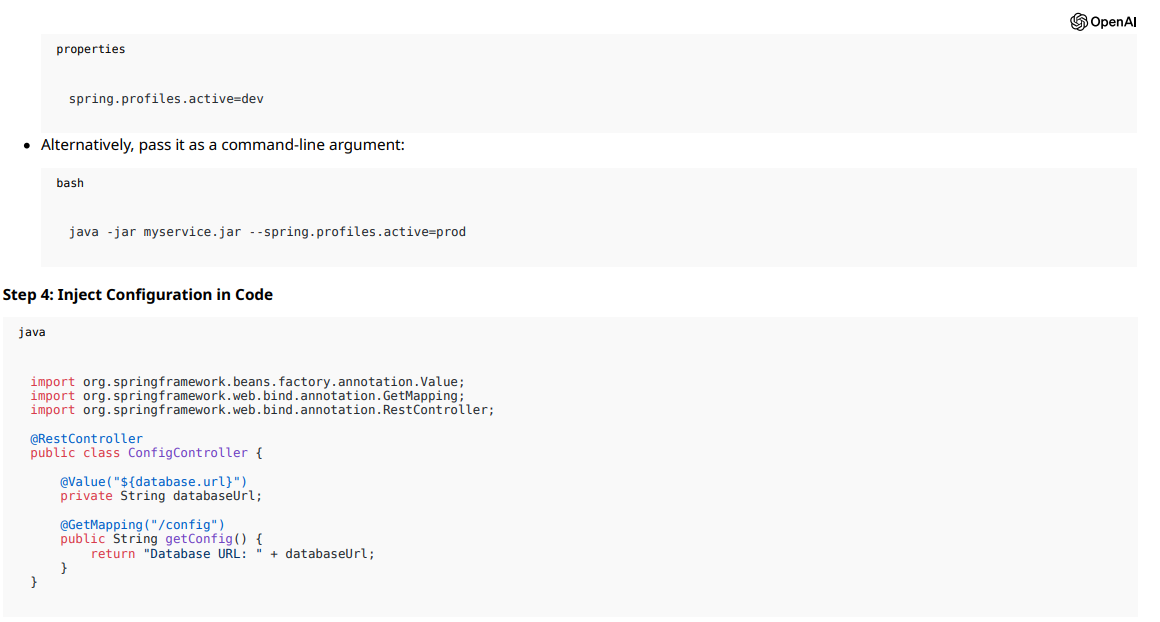 OpenAI
properties
spring.profiles.active=dev
• Alternatively, pass it as a command-line argument:
bash
java -jar myservice.jar --spring.profiles.active=prod
Step 4: Inject Configuration in Code
java
import org.springframework.beans.factory.annotation.Value;
import org.springframework.web.bind.annotation.GetMapping;
import org.springframework.web.bind.annotation.RestController;
@RestController
public class ConfigController {
@Value("${database.url}")
private String databaseUrl;
@GetMapping("/config")
public String getConfig() {
return "Database URL: " + databaseUrl;
}
}